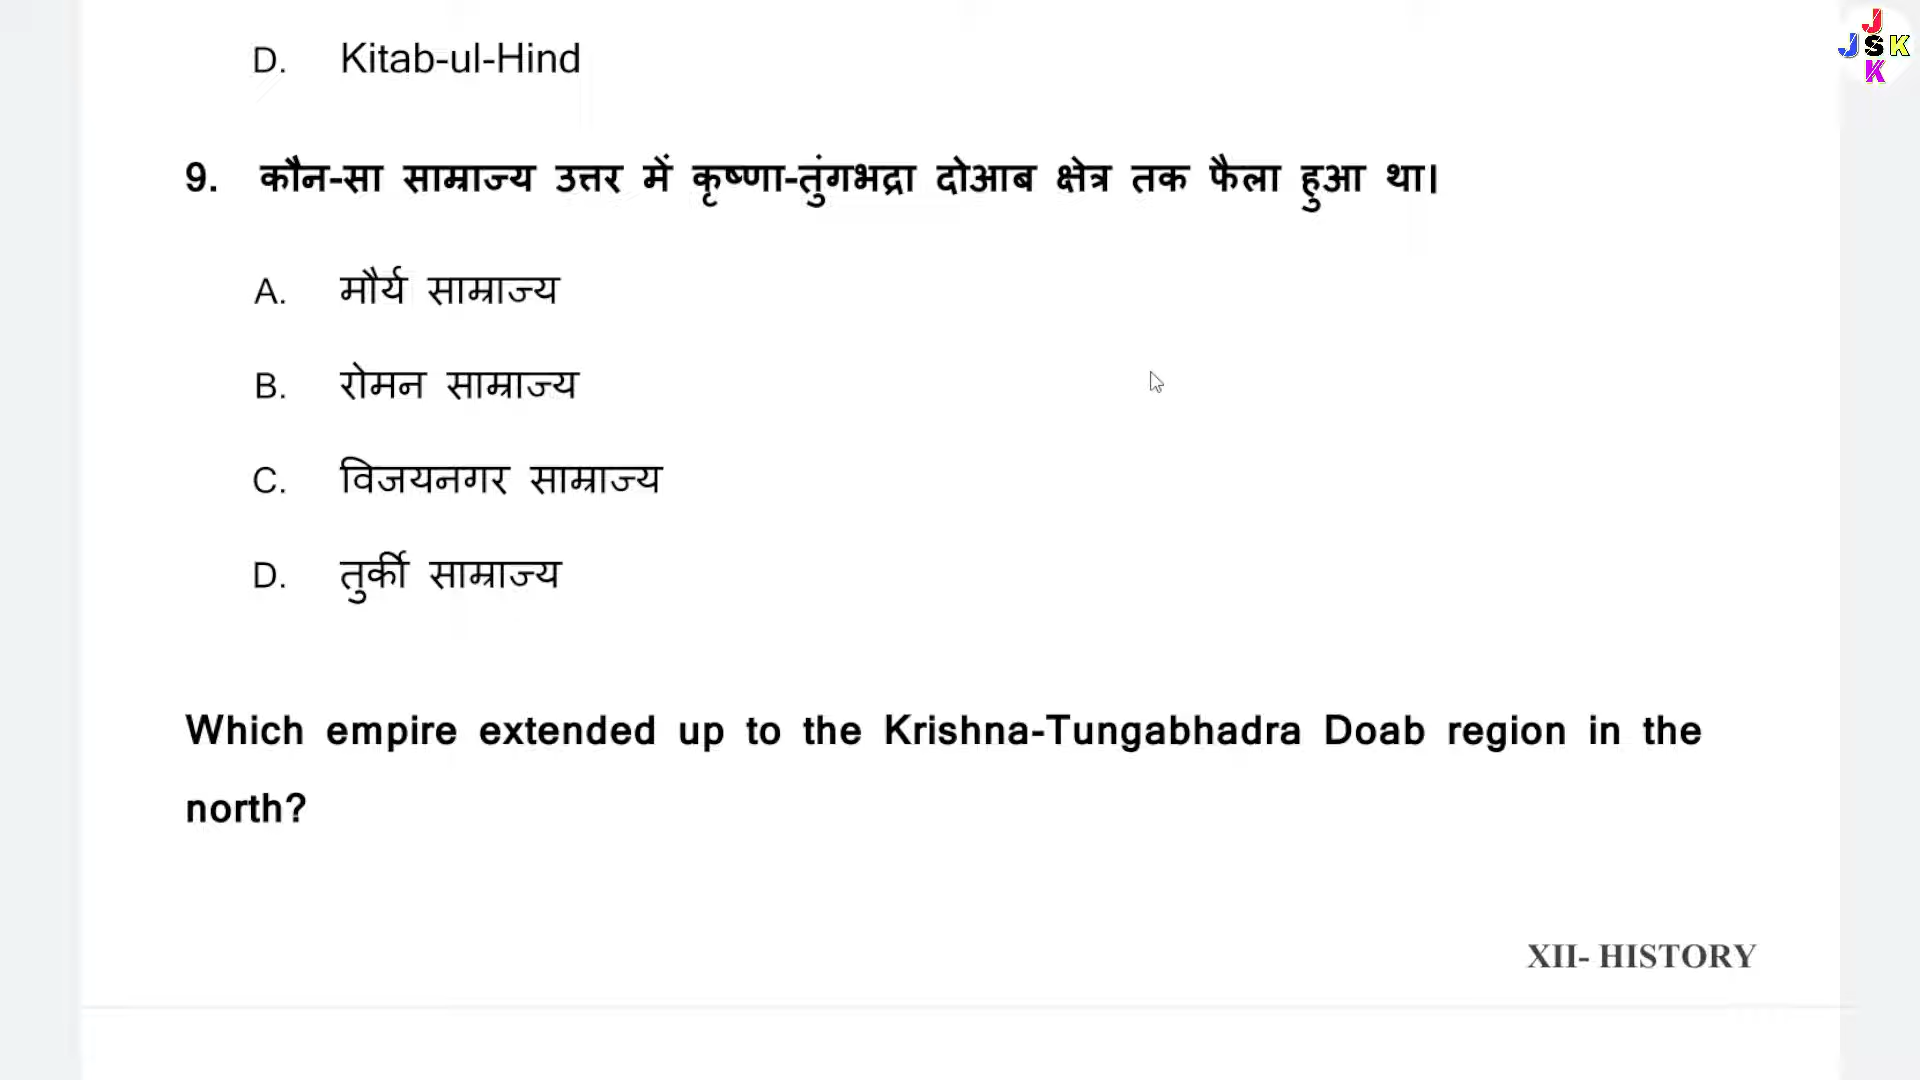 J
JSK
K
D. Kitab-ul-Hind
9. कौन-सा साम्राज्य उत्तर में कृष्णा-तुंगभद्रा दोआब क्षेत्र तक फैला हुआ था।
A. मौर्य साम्राज्य
B. रोमन साम्राज्य
C. विजयनगर साम्राज्य
D. तुर्की साम्राज्य
Which empire extended up to the Krishna-Tungabhadra Doab region in the
north?
XII- HISTORY